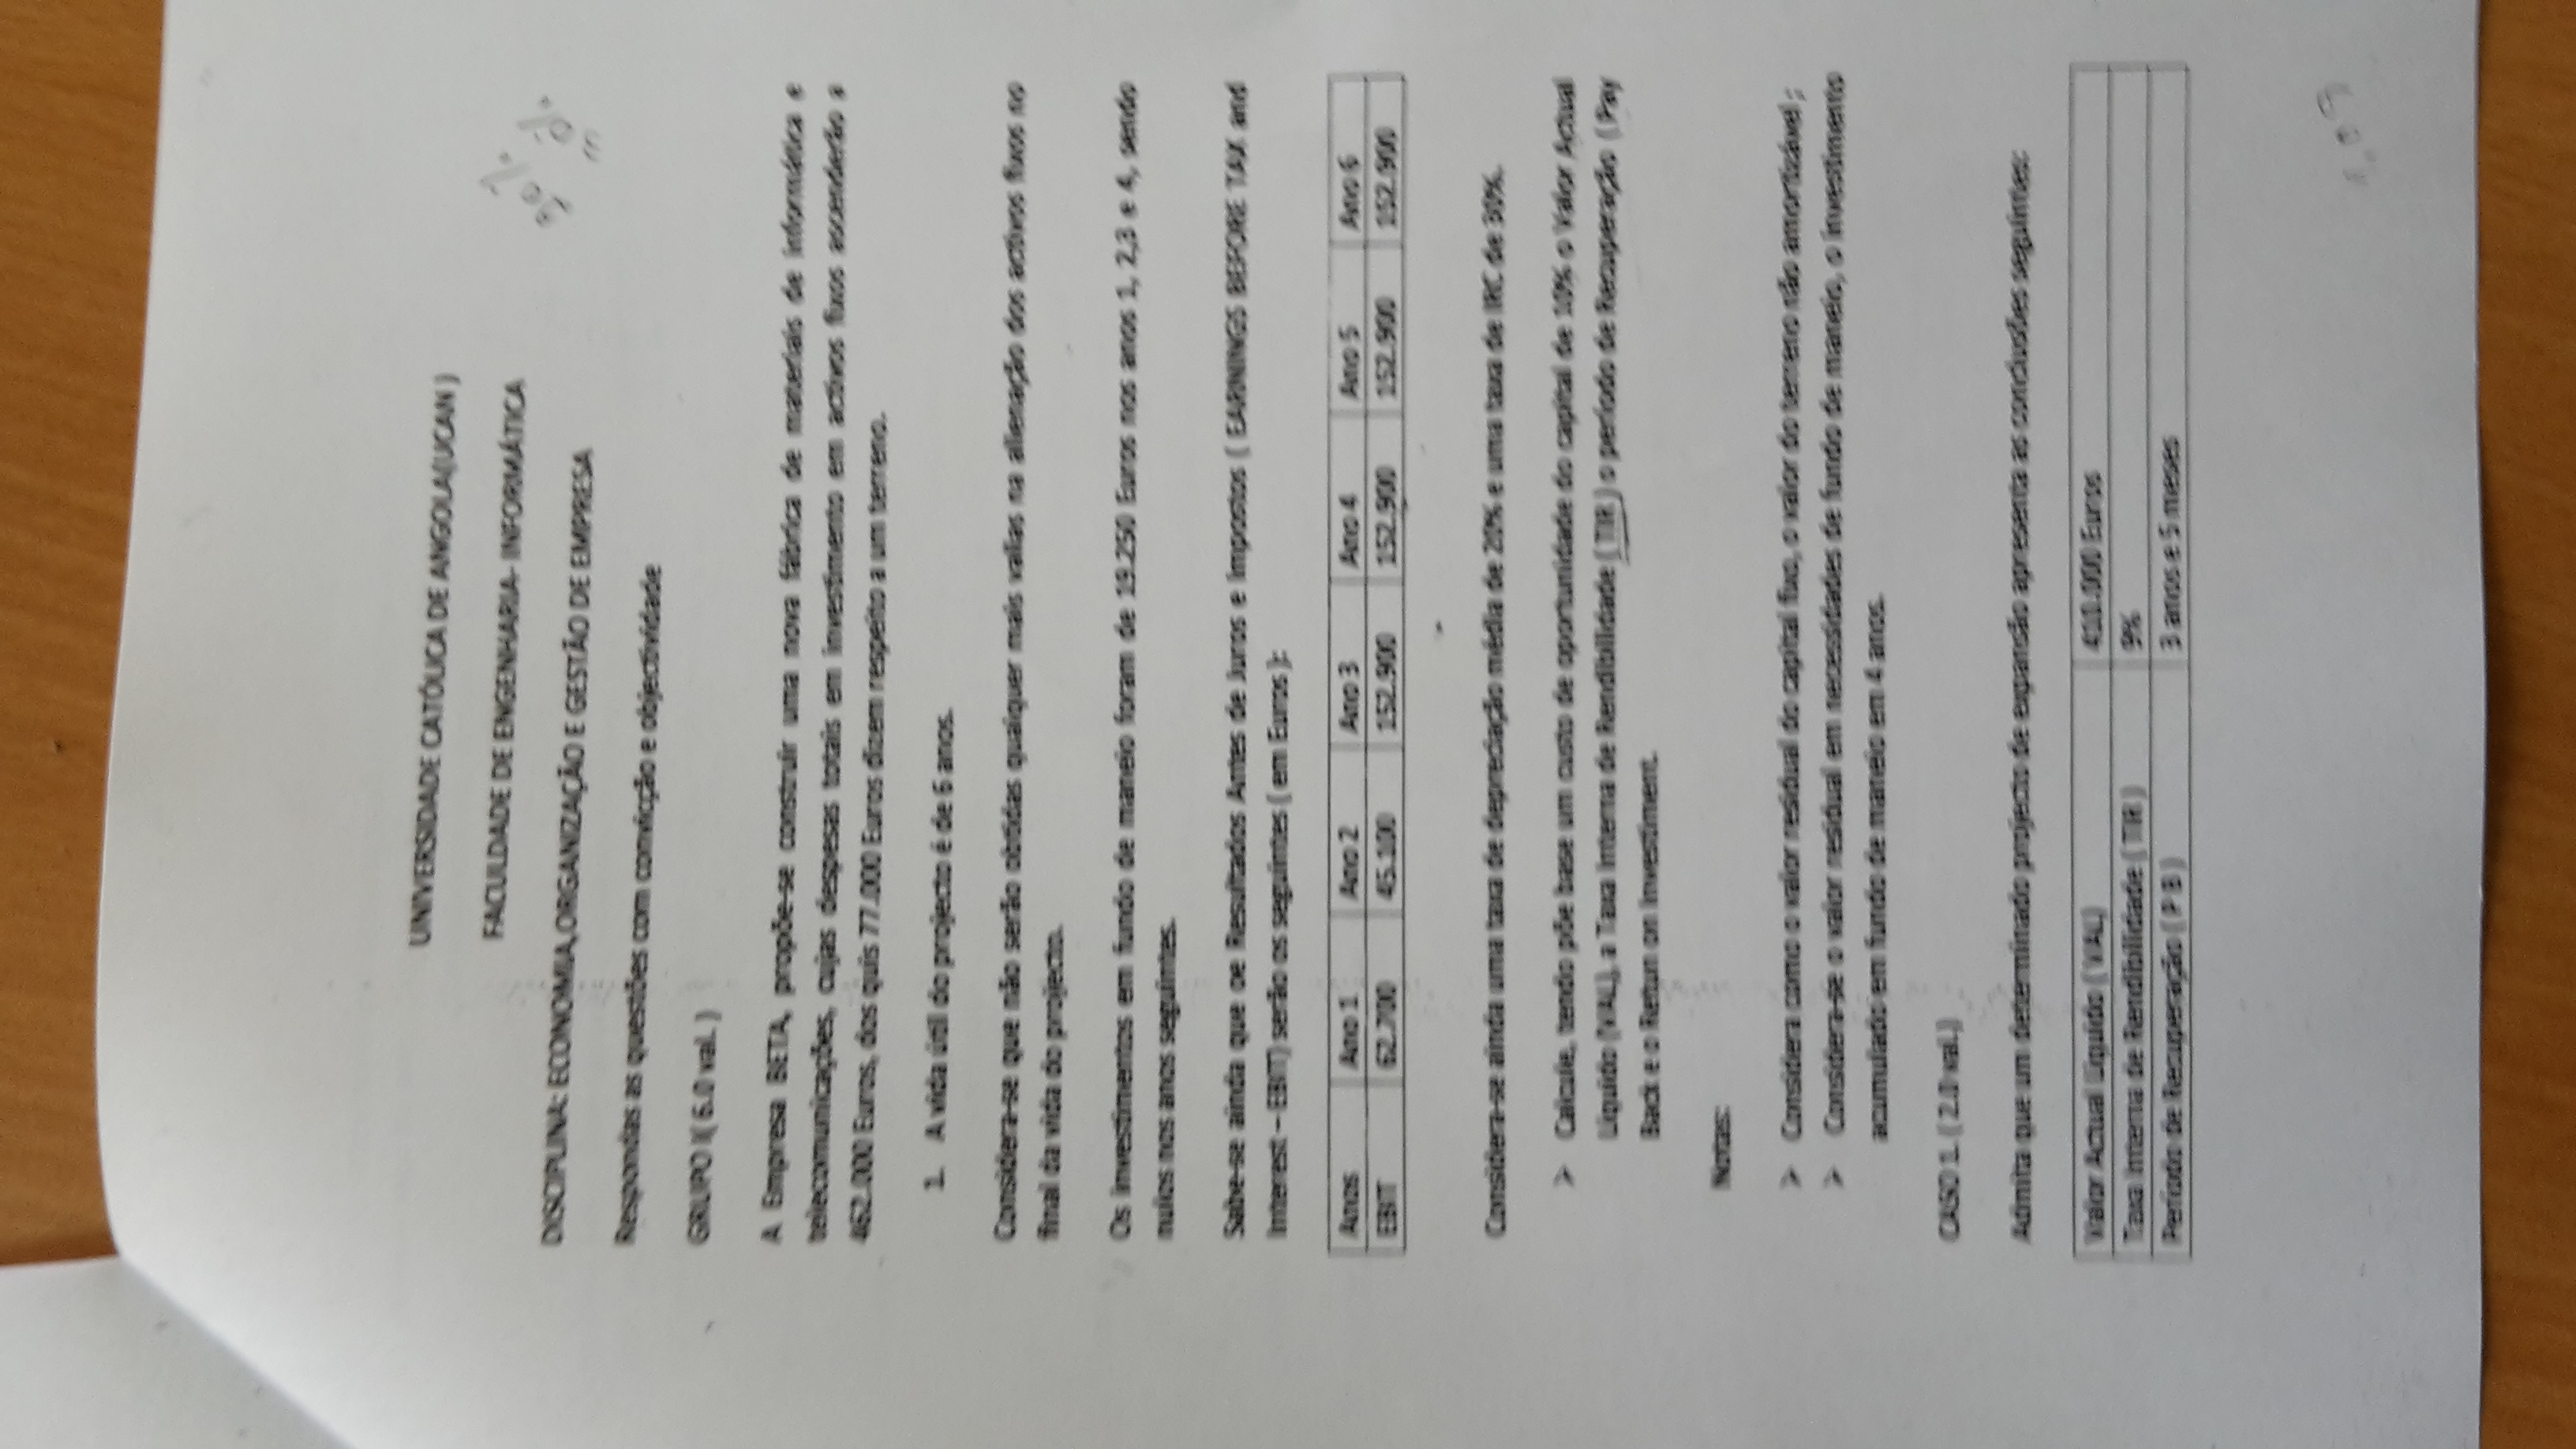 UNIVERSIDADE CATÓLICA DE ANGOLA(UCAN )
FACULDADE DE ENGENHARIA- INFORMÁTICA
20%
30%
DISCIPLINA: ECONOMIA,ORGANIZAÇÃO E GESTÃO DE EMPRESA
Respondas as questões com convicção e objectividade
GRUPO I( 6.0 val. )
A Empresa BETA, propõe-se construir uma nova fábrica de materiais de informática e
telecomunicações, cujas despesas totais em investimento em activos fixos ascenderão a
462.000 Euros, dos quis 77.000 Euros dizem respeito a um terreno.
1. A vida útil do projecto é de 6 anos.
Considera-se que não serão obtidas qualquer mais valias na alienação dos activos fixos no
final da vida do projecto.
Os investimentos em fundo de maneio foram de 19.250 Euros nos anos 1, 2,3 e 4, sendo
nulos nos anos seguintes.
Sabe-se ainda que oe Resultados Antes de Juros e Impostos ( EARNINGS BEFORE TAX and
Interest – EBIT) serão os seguintes ( em Euros ):
Anos Ano 1 Ano 2 Ano 3 Ano 4 Ano 5 Ano 6
EBIT 62.700 45.100 152.900 152.900 152.900 152.900
Considera-se ainda uma taxa de depreciação média de 20% e uma taxa de IRC de 30%.
➢ Calcule, tendo põe base um custo de oportunidade do capital de 10% o Valor Actual
Liquido (VAL), a Taxa Interna de Rendibilidade ( TIR ) o período de Recuperação ( Pay
Back e o Retun on Investiment.
Notas:
➢ Considera como o valor residual do capital fixo, o valor do terreno não amortizável ;
➢ Considera-se o valor residual em necessidades de fundo de maneio, o investimento
acumulado em fundo de maneio em 4 anos.
CASO 1. ( 2.0 val.)
Admita que um determinado projecto de expansão apresenta as conclusões seguintes:
Valor Actual Liquido ( VAL) 410.000 Euros
Taxa Interna de Rendibilidade ( TIR ) 9%
Período de Recuperação ( P B ) 3 anos e 5 meses